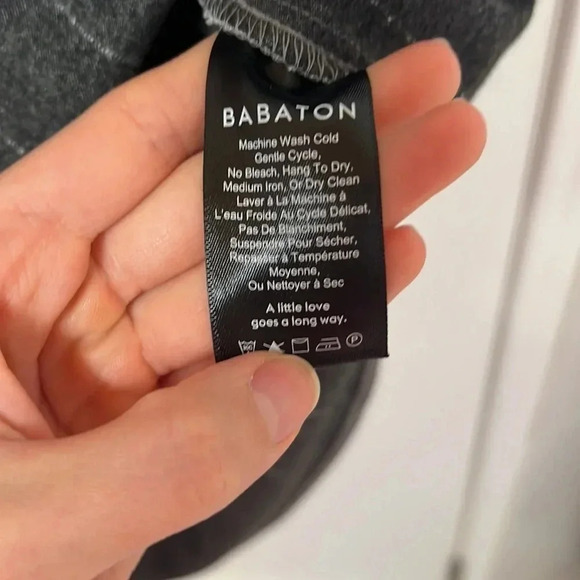 BABATON
Machine Wash Cold
Gentle Cycle,
No Bleach, Hang To Dry,
Medium Iron, Or Dry Clean
Laver à La Machine à
L'eau Froide Au Cycle Délicat,
Pas De Blanchiment,
Suspendre Pour Sécher,
Repasser à Température
Moyenne,
Ou Nettoyer à Sec
A little love
goes a long way.
P